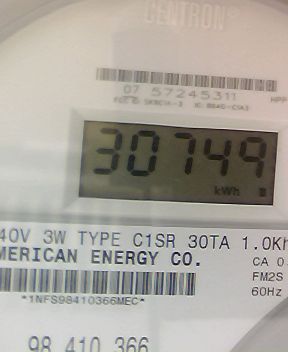 CENTRON®
07 57245311
30749
kWh
40V 3W TYPE C1SR 30TA 1.0Kh
MERICAN ENERGY CO.
CA 0.
FM2S
60Hz
*1NFS98410366MEC*
98 410 366